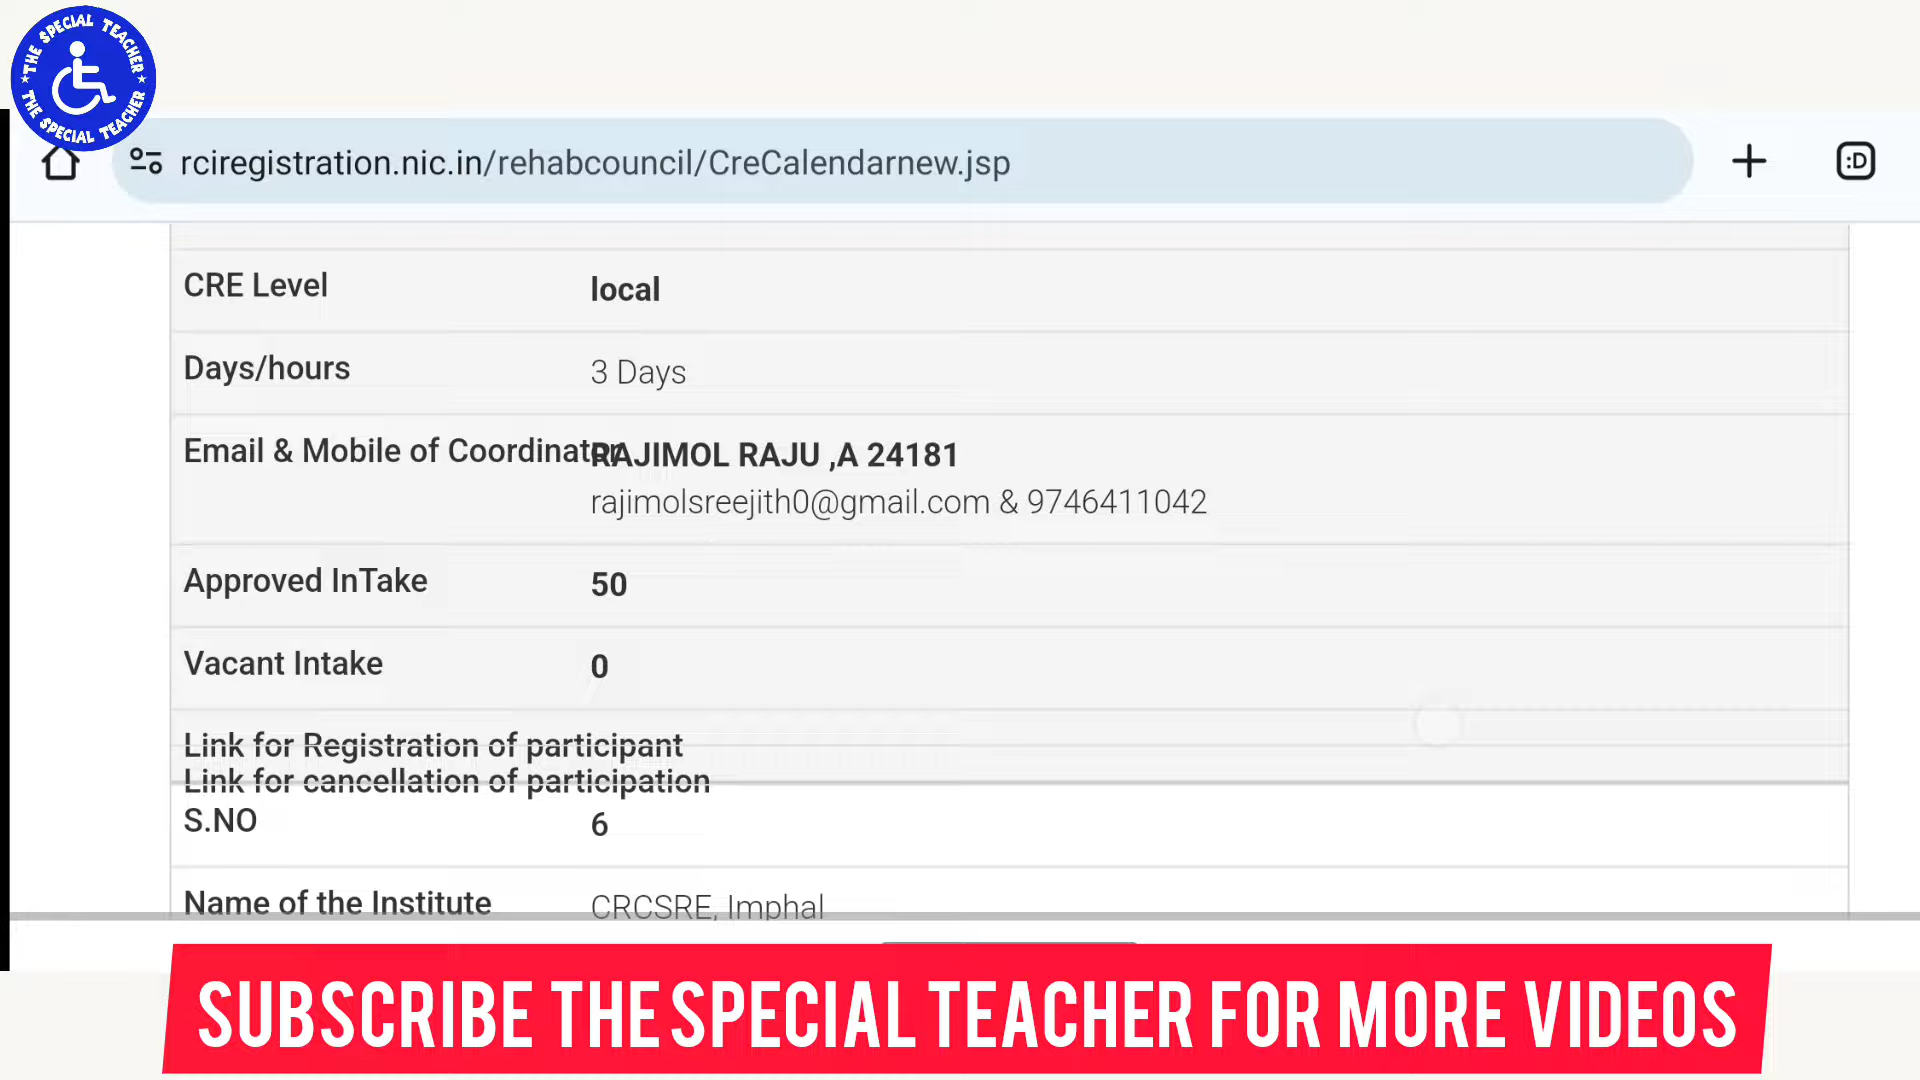 THE SPECIAL TEACHER
THE SPECIAL TEACHER
rciregistration.nic.in/rehabcouncil/CreCalendarnew.jsp
:D
CRE Level local
Days/hours 3 Days
Email & Mobile of Coordinator RAJIMOL RAJU ,A 24181
rajimolsreejith0@gmail.com & 9746411042
Approved InTake 50
Vacant Intake 0
Link for Registration of participant
Link for cancellation of participation
S.NO 6
Name of the Institute CRCSRE, Imphal
SUBSCRIBE THE SPECIAL TEACHER FOR MORE VIDEOS